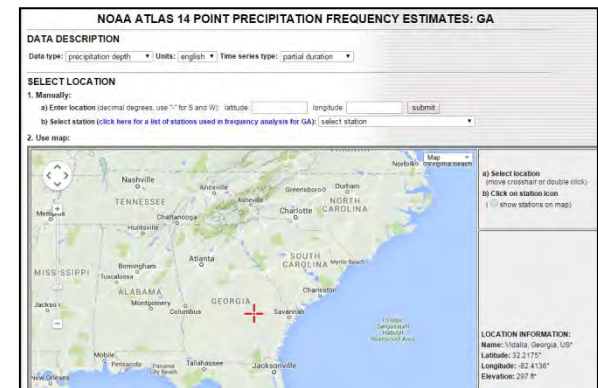 NOAA ATLAS 14 POINT PRECIPITATION FREQUENCY ESTIMATES: GA
DATA DESCRIPTION
Data type: precipitation depth Units: english Time series type: partial duration
SELECT LOCATION
1. Manually:
a) Enter location (decimal degrees, use "-" for S and W): latitude: longitude: submit
b) Select station (click here for a list of stations used in frequency analysis for GA): select station
2. Use map:
Map
Norfolk Virginia Beach
Nashville
Knoxville
Greensboro Durham
TENNESSEE
Asheville
NORTH
CAROLINA
Memphis
Chattanooga
Charlotte
Huntsville
Atlanta
SOUTH
CAROLINA Myrtle Beach
MISSISSIPPI
Birmingham
Tuscaloosa
Charleston
ALABAMA
Jackson
Montgomery
Columbus
GEORGIA
Savannah
Mobile
Pensacola
Panama
City Beach
Tallahassee
Jacksonville
New Orleans
a) Select location
(move crosshair or double click)
b) Click on station icon
( show stations on map)
LOCATION INFORMATION:
Name: Vidalia, Georgia, US*
Latitude: 32.2175°
Longitude: -82.4136°
Elevation: 297 ft*